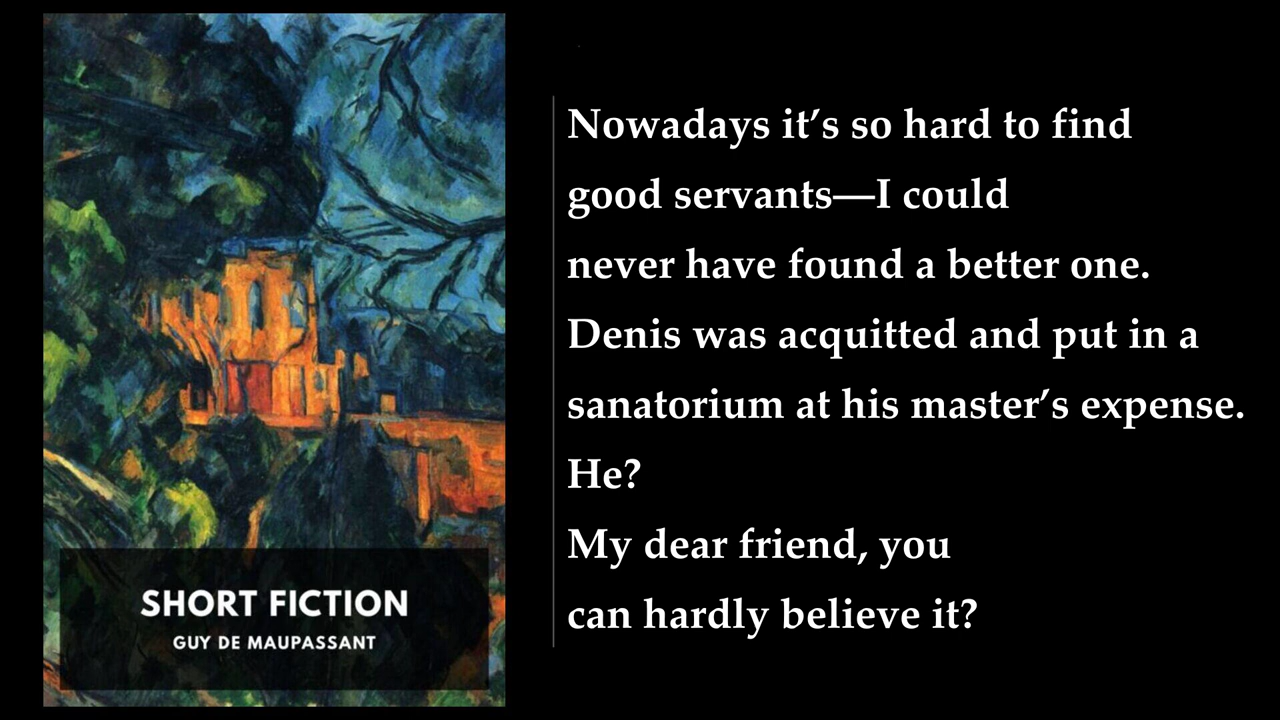 SHORT FICTION
GUY DE MAUPASSANT
Nowadays it’s so hard to find
good servants—I could
never have found a better one.
Denis was acquitted and put in a
sanatorium at his master’s expense.
He?
My dear friend, you
can hardly believe it?